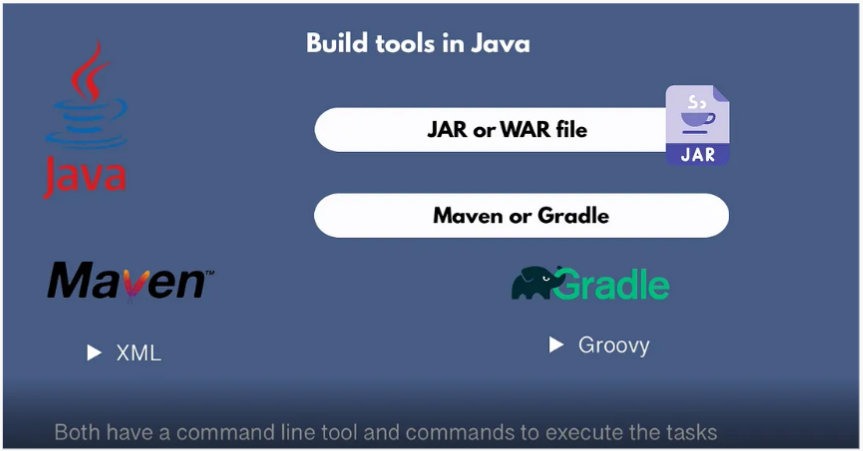 Build tools in Java
Java
JAR or WAR file
JAR
Maven or Gradle
Maven™
Gradle
XML
Groovy
Both have a command line tool and commands to execute the tasks